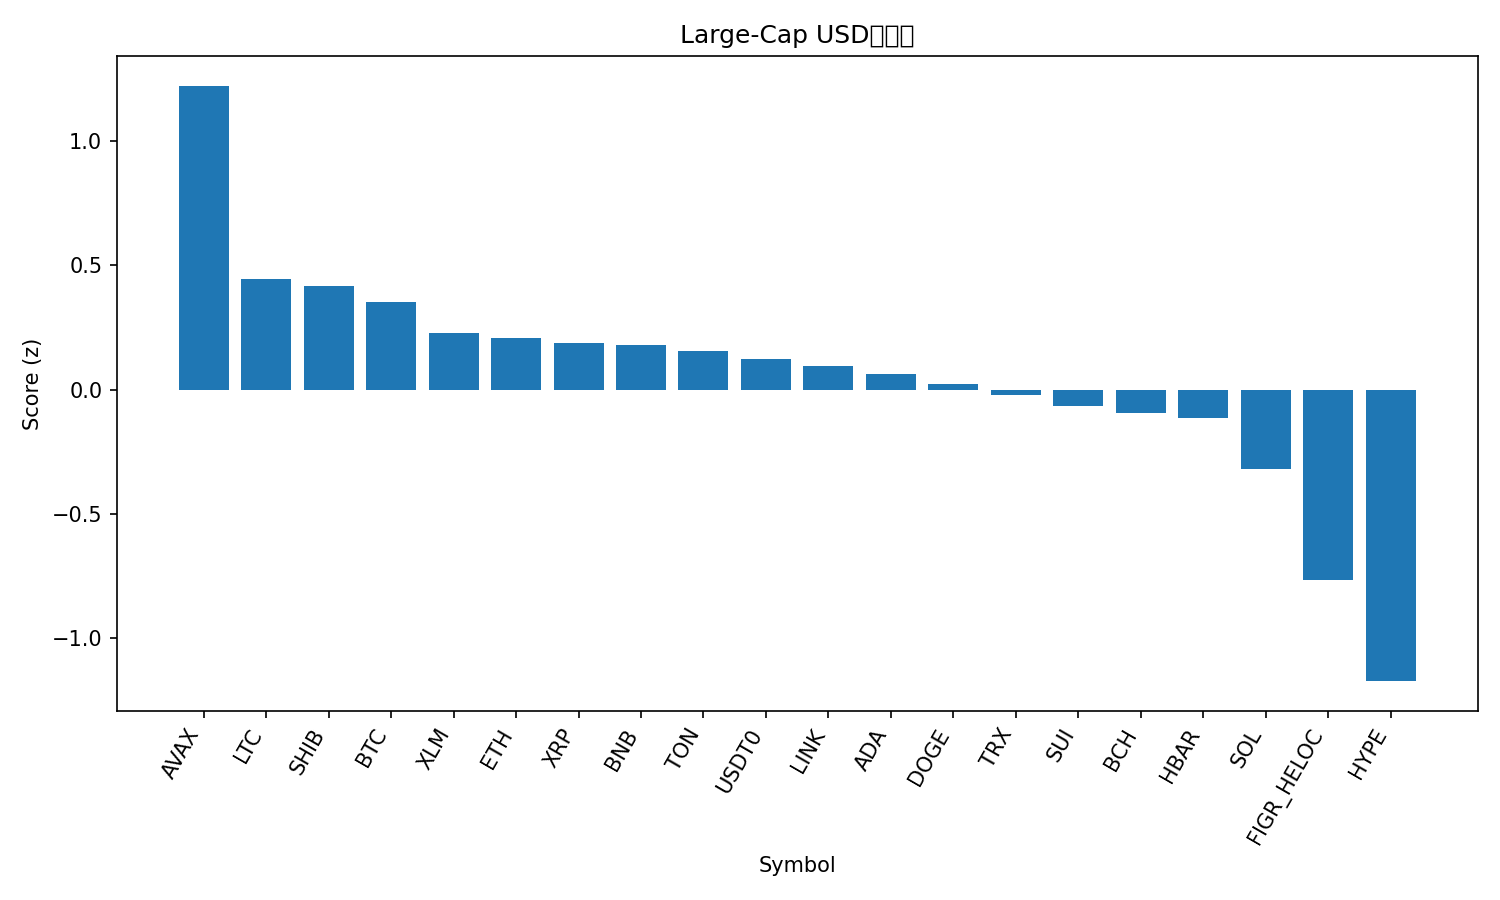 Large-Cap USD
1.0
0.5
0.0
−0.5
−1.0
Score (z)
AVAX
LTC
SHIB
BTC
XLM
ETH
XRP
BNB
TON
USDT0
LINK
ADA
DOGE
TRX
SUI
BCH
HBAR
SOL
FIGR_HELOC
HYPE
Symbol